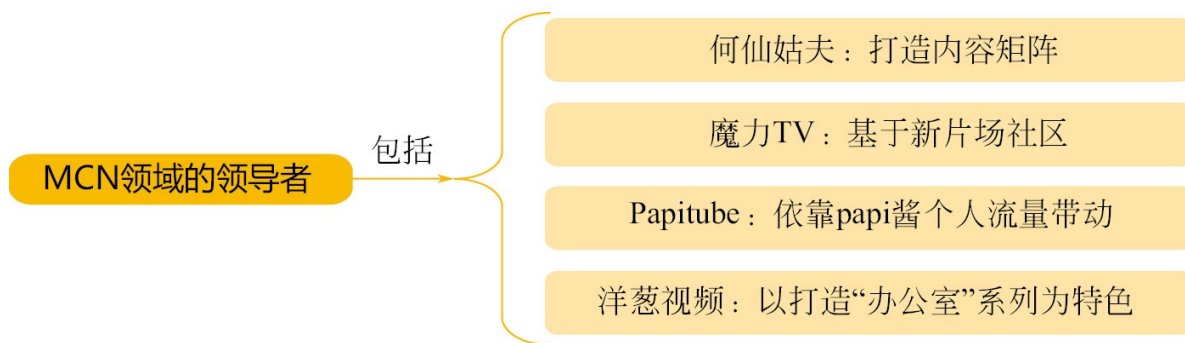 MCN领域的领导者
包括
何仙姑夫：打造内容矩阵
魔力TV：基于新片场社区
Papitube：依靠papi酱个人流量带动
洋葱视频：以打造“办公室”系列为特色